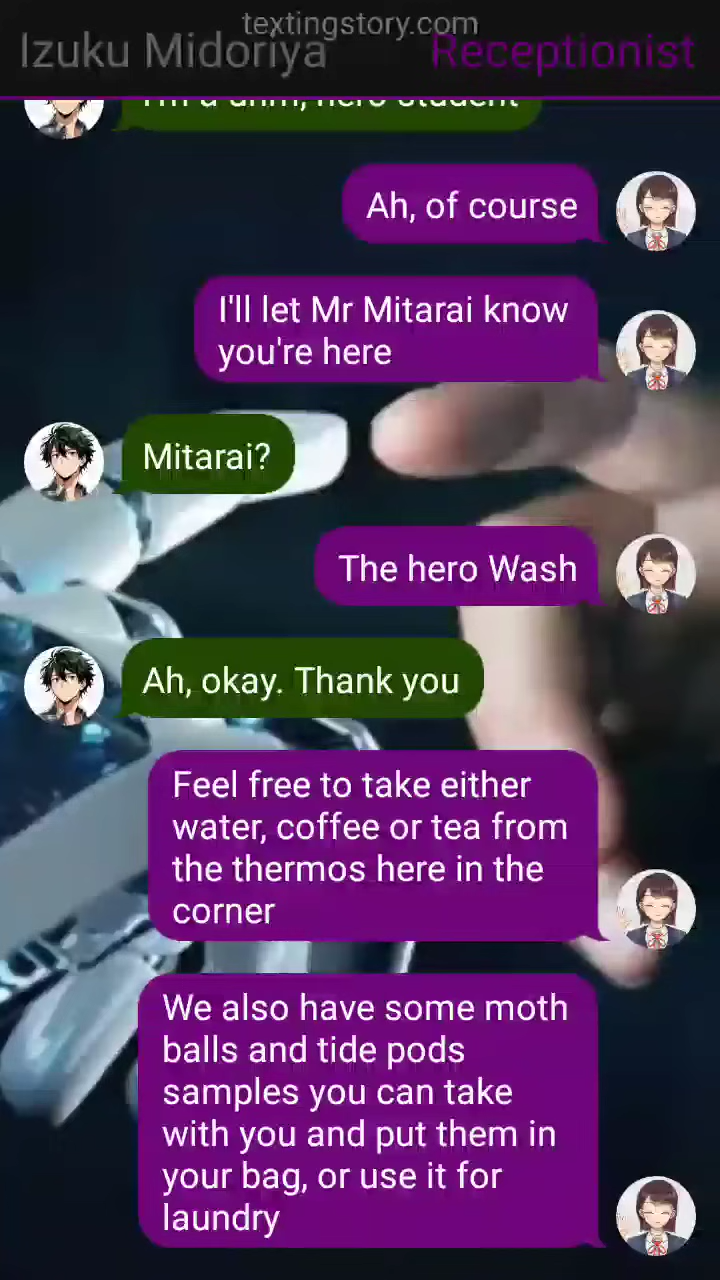 textingstory.com
Izuku Midoriya
Receptionist
I'm a uhm, hero student
Ah, of course
I'll let Mr Mitarai know
you're here
Mitarai?
The hero Wash
Ah, okay. Thank you
Feel free to take either
water, coffee or tea from
the thermos here in the
corner
We also have some moth
balls and tide pods
samples you can take
with you and put them in
your bag, or use it for
laundry